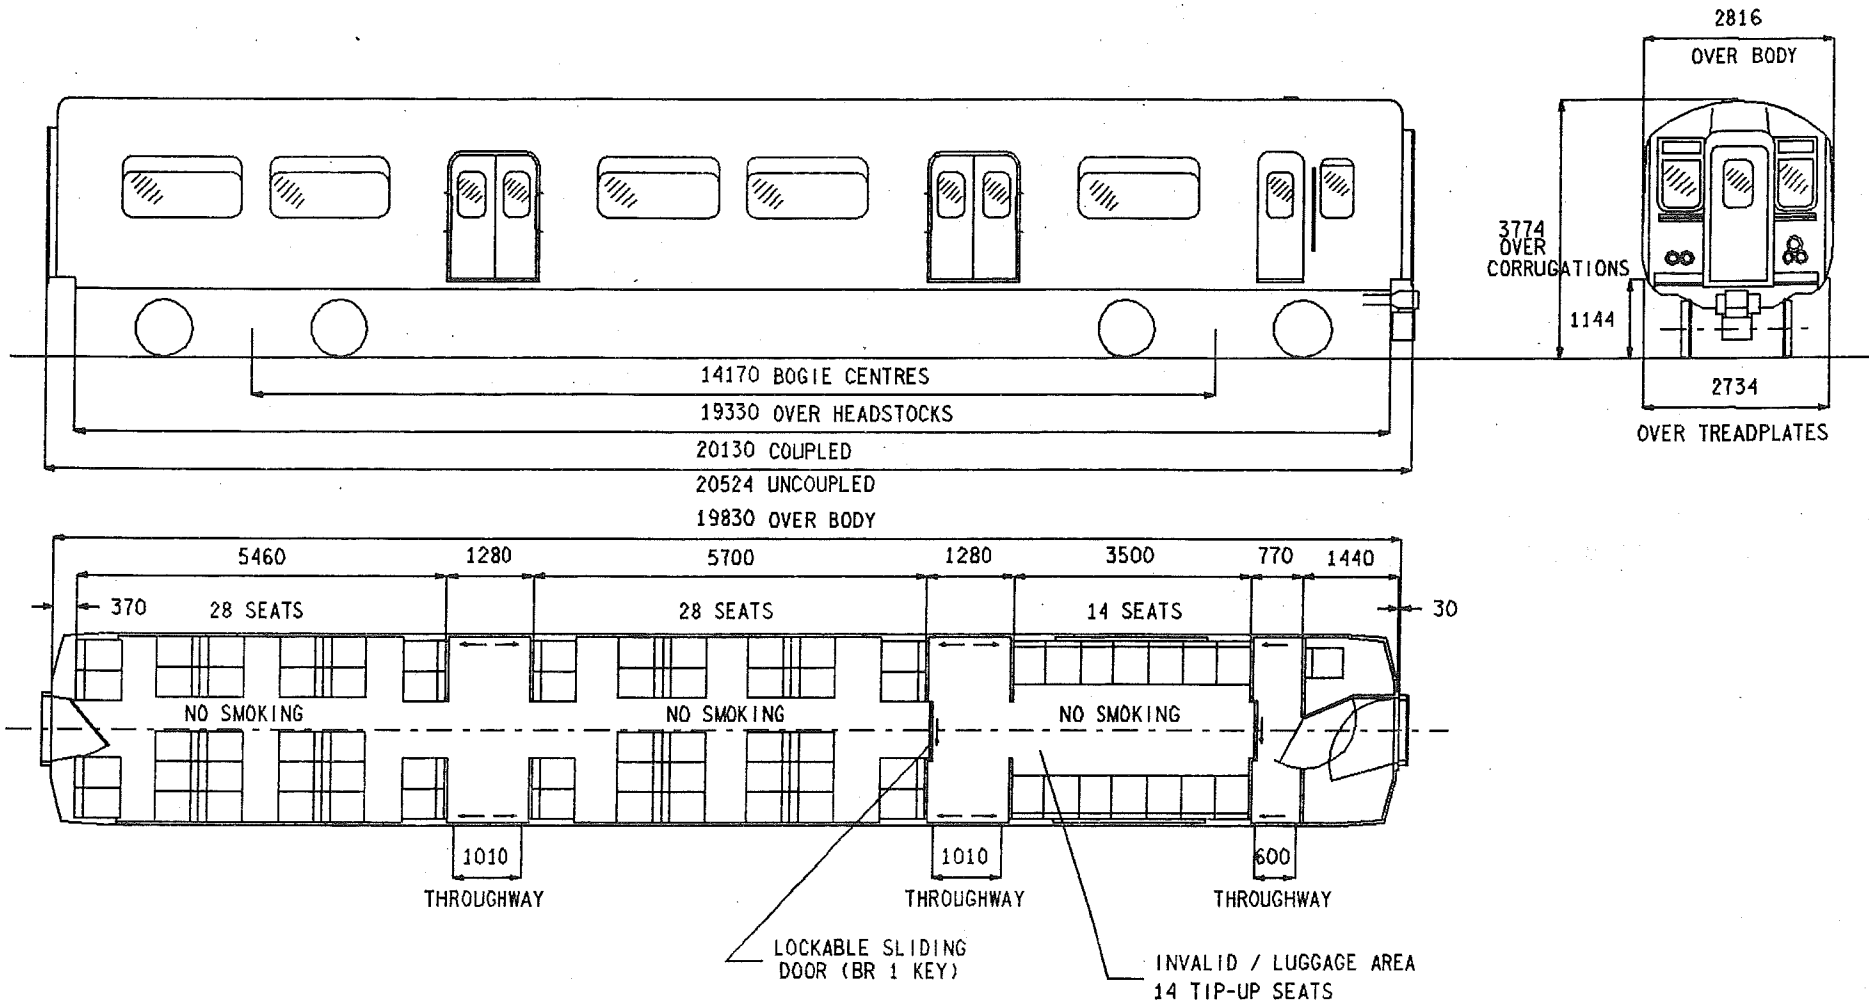 2816
OVER BODY
3774
OVER
CORRUGATIONS
1144
2734
OVER TREADPLATES
14170 BOGIE CENTRES
19330 OVER HEADSTOCKS
20130 COUPLED
20524 UNCOUPLED
19830 OVER BODY
5460
1280
5700
1280
3500
770
1440
370
28 SEATS
28 SEATS
14 SEATS
30
NO SMOKING
NO SMOKING
NO SMOKING
1010
1010
600
THROUGHWAY
THROUGHWAY
THROUGHWAY
LOCKABLE SLIDING
DOOR (BR 1 KEY)
INVALID / LUGGAGE AREA
14 TIP-UP SEATS